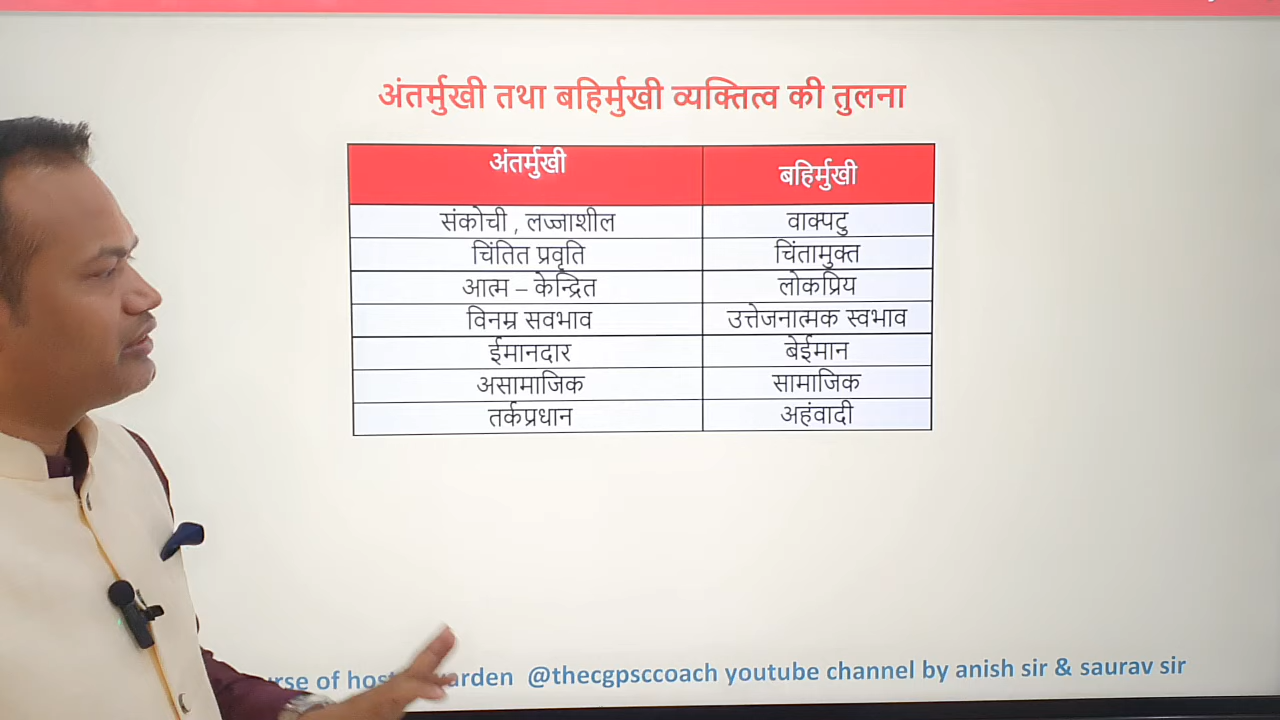 अंतर्मुखी तथा बहिर्मुखी व्यक्तित्व की तुलना
अंतर्मुखी बहिर्मुखी
संकोची , लज्जाशील वाक्पटु
चिंतित प्रवृति चिंतामुक्त
आत्म – केन्द्रित लोकप्रिय
विनम्र सवभाव उत्तेजनात्मक स्वभाव
ईमानदार बेईमान
असामाजिक सामाजिक
तर्कप्रधान अहंवादी
of @thecgpsccoach youtube channel by anish sir & saurav sir